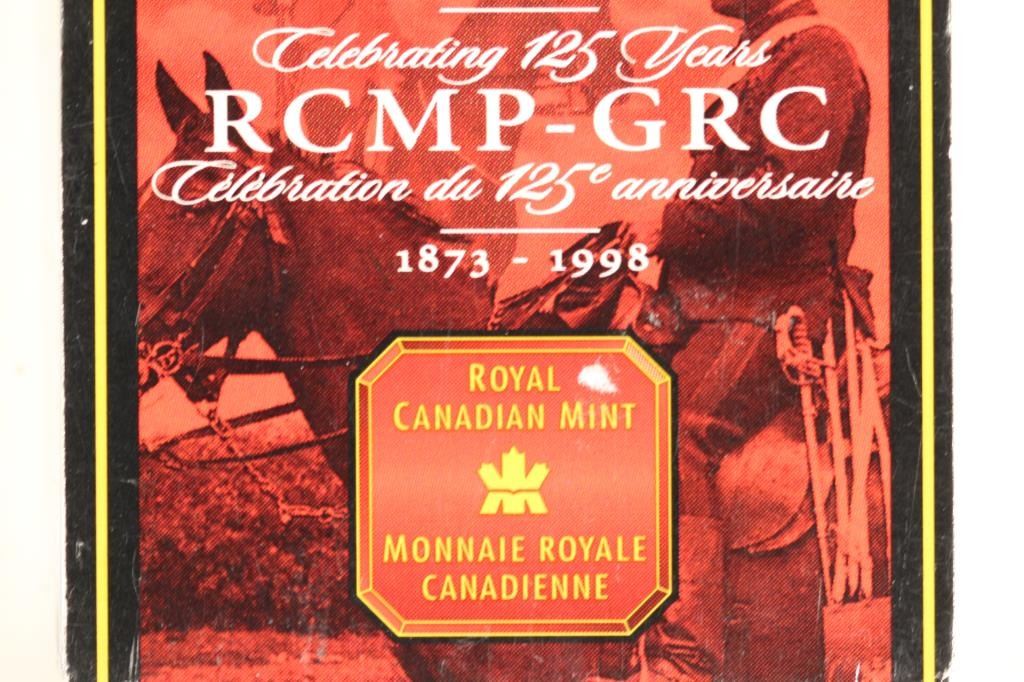 Celebrating 125 Years
RCMP-GRC
Célébration du 125e anniversaire
1873 - 1998
ROYAL
CANADIAN MINT
MONNAIE ROYALE
CANADIENNE